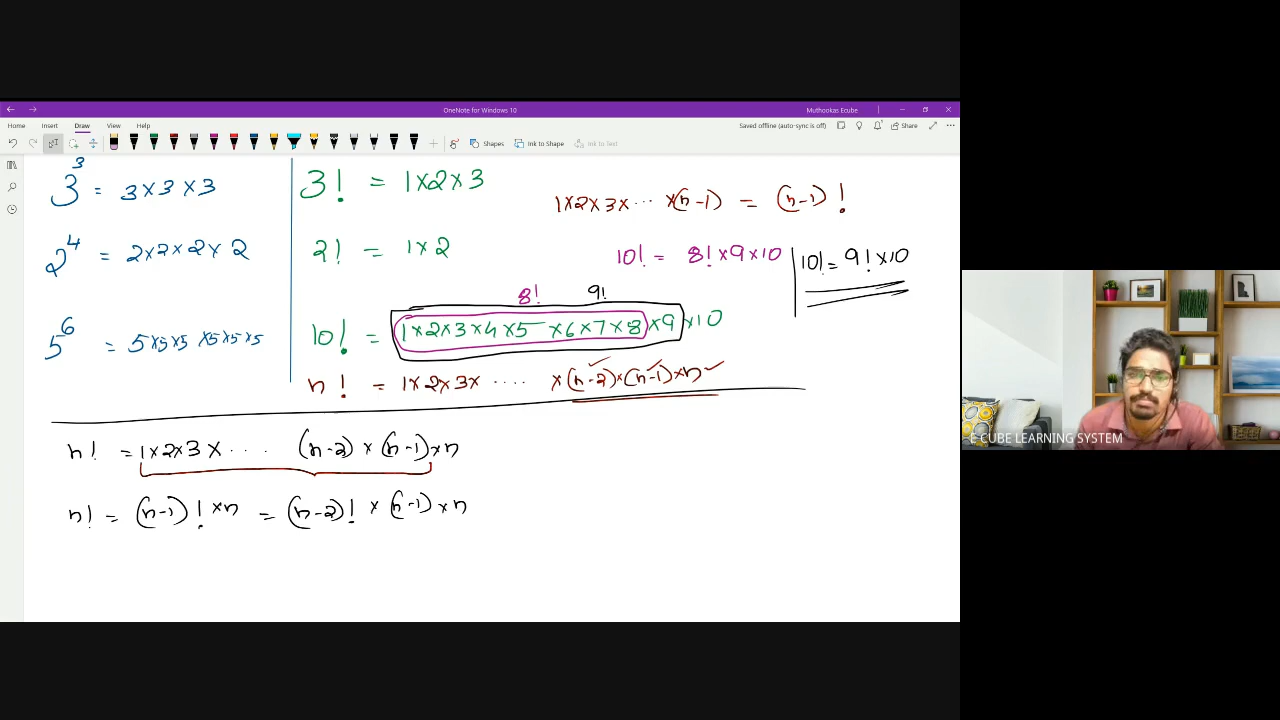 OneNote for Windows 10
Muthookas Ecube
Home Insert Draw View Help
Saved offline (auto-sync is off) Share
Shapes Ink to Shape Ink to Text
3³ = 3×3×3
2⁴ = 2×2×2×2
5⁶ = 5×5×5×5×5×5
3! = 1×2×3
2! = 1×2
8! 9!
10! = 1×2×3×4×5×6×7×8×9×10
n! = 1×2×3× .... ×(n-2)×(n-1)×n
1×2×3× ... ×(n-1) = (n-1)!
10! = 8!×9×10
10! = 9!×10
n! = 1×2×3× .... (n-2)×(n-1)×n
n! = (n-1)!×n = (n-2)!×(n-1)×n
E CUBE LEARNING SYSTEM